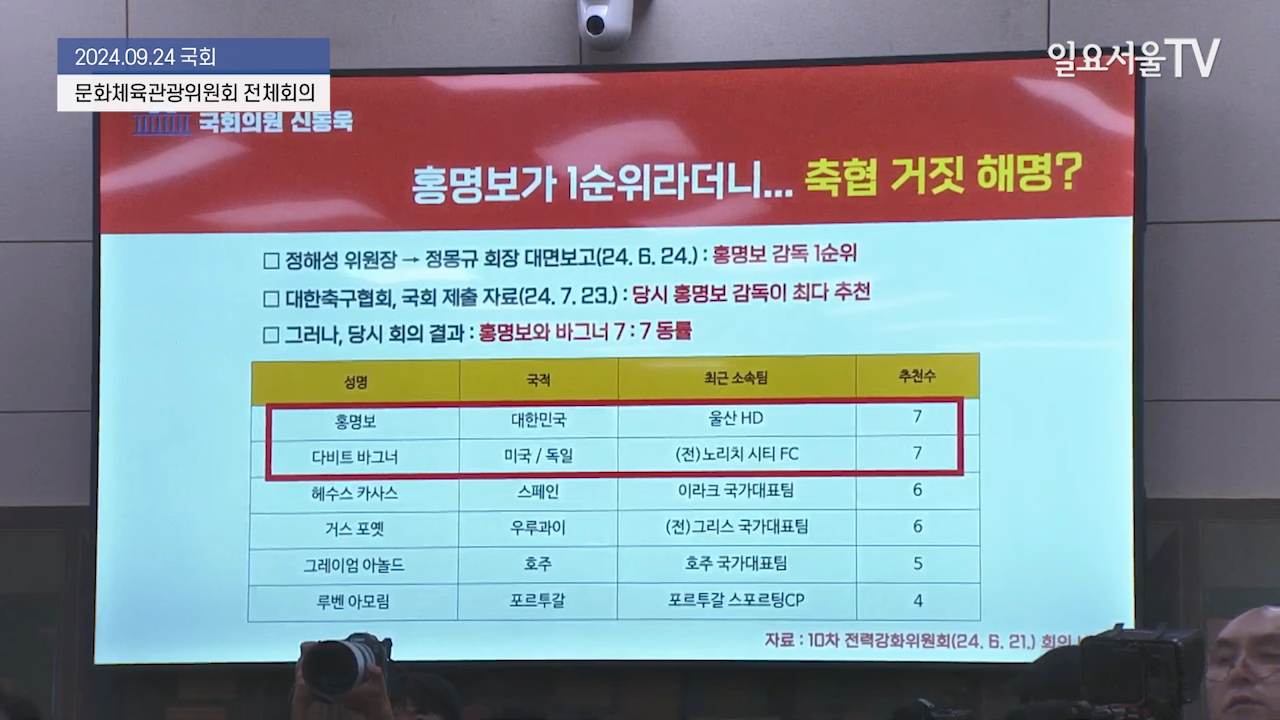 2024.09.24 국회
문화체육관광위원회 전체회의
일요서울TV
국회의원 신동욱
홍명보가 1순위라더니... 축협 거짓 해명?
□ 정해성 위원장 → 정몽규 회장 대면보고(24. 6. 24.) : 홍명보 감독 1순위
□ 대한축구협회, 국회 제출 자료(24. 7. 23.) : 당시 홍명보 감독이 최다 추천
□ 그러나, 당시 회의 결과 : 홍명보와 바그너 7 : 7 동률
성명 국적 최근 소속팀 추천수
홍명보 대한민국 울산 HD 7
다비트 바그너 미국 / 독일 (전)노리치 시티 FC 7
헤수스 카사스 스페인 이라크 국가대표팀 6
거스 포옛 우루과이 (전)그리스 국가대표팀 6
그레이엄 아놀드 호주 호주 국가대표팀 5
루벤 아모림 포르투갈 포르투갈 스포르팅CP 4
자료 : 10차 전력강화위원회(24. 6. 21.) 회의